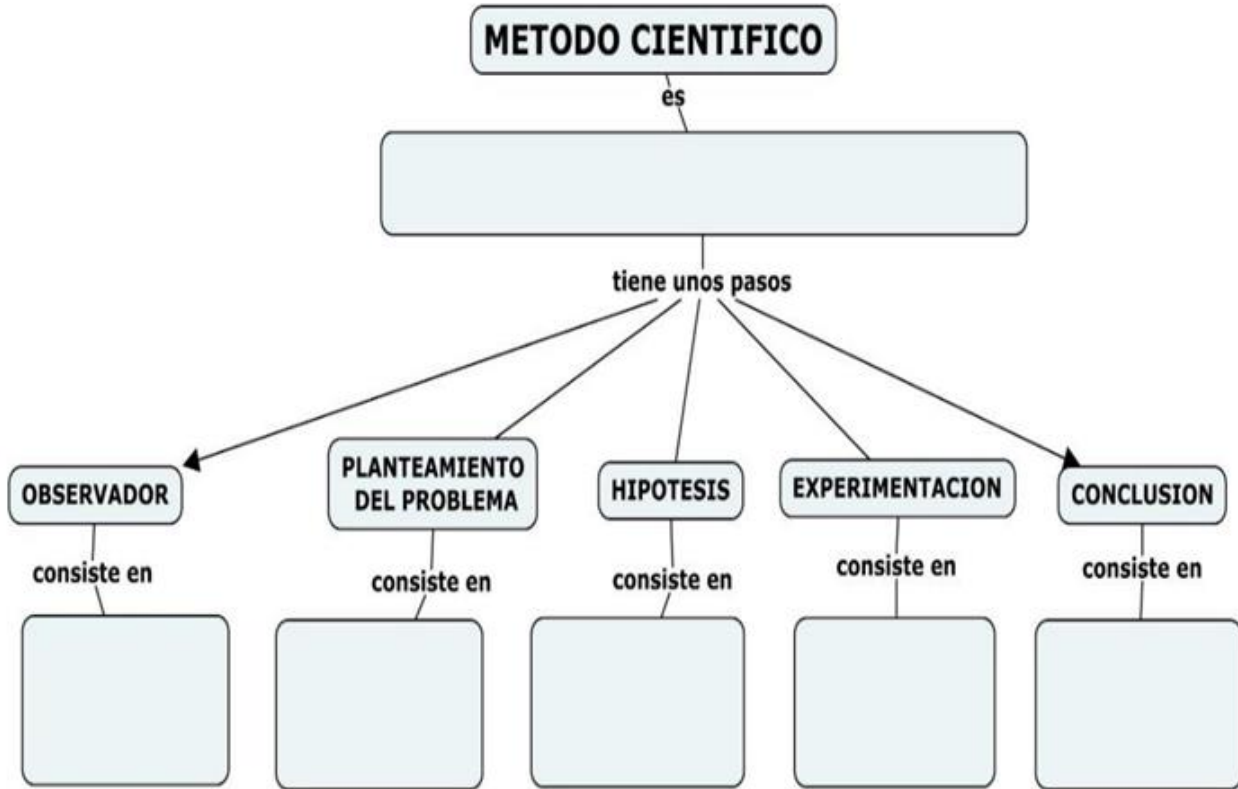 METODO CIENTIFICO
es
tiene unos pasos
OBSERVADOR
PLANTEAMIENTO
DEL PROBLEMA
HIPOTESIS
EXPERIMENTACION
CONCLUSION
consiste en
consiste en
consiste en
consiste en
consiste en